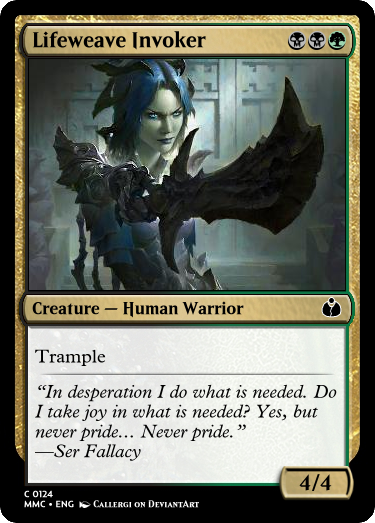 Lifeweave Invoker
Creature — Human Warrior
Trample
“In desperation I do what is needed. Do
I take joy in what is needed? Yes, but
never pride... Never pride.”
—Ser Fallacy
4/4
C 0124
MMC • ENG Callergi on DeviantArt